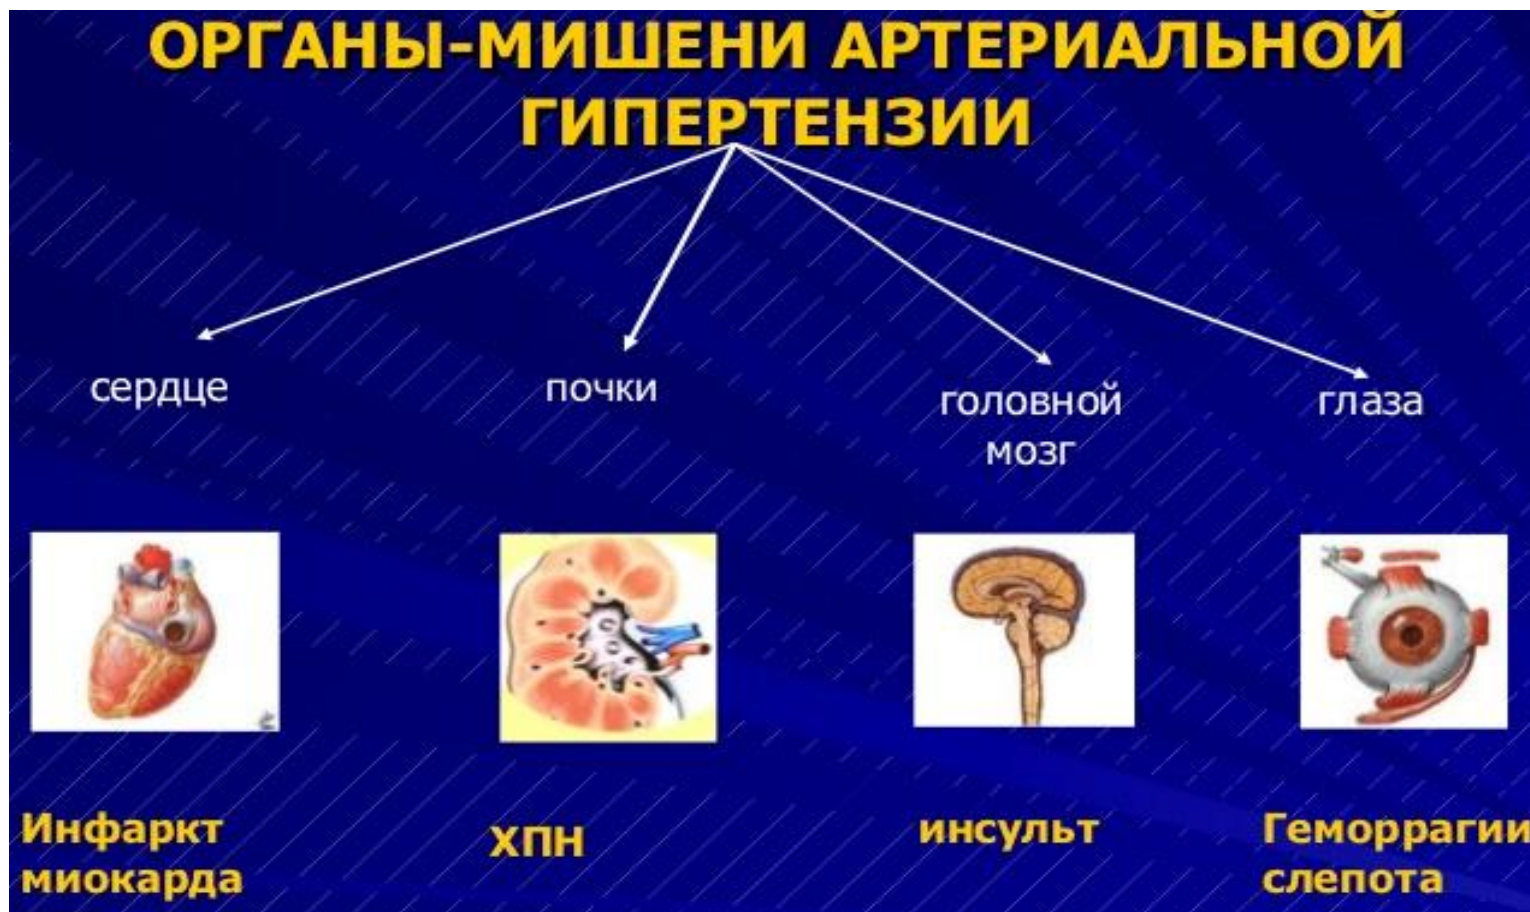 ОРГАНЫ-МИШЕНИ АРТЕРИАЛЬНОЙ
ГИПЕРТЕНЗИИ
сердце
почки
головной
мозг
глаза
Инфаркт
миокарда
ХПН
инсульт
Геморрагии
слепота